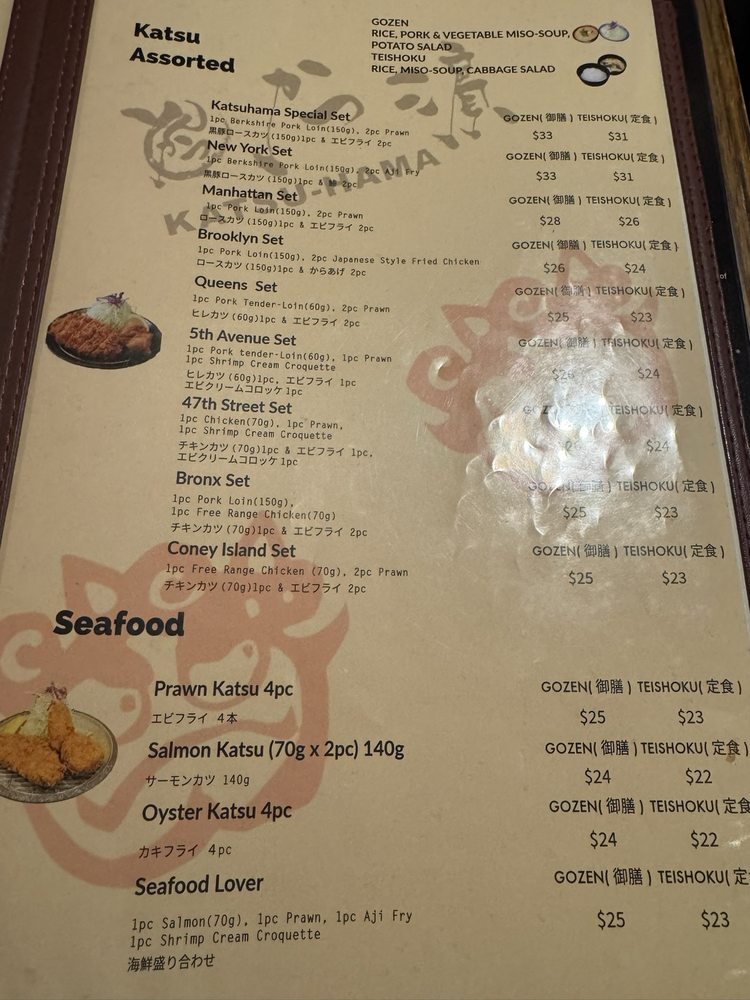 Katsu
Assorted
GOZEN
RICE, PORK & VEGETABLE MISO-SOUP,
POTATO SALAD
TEISHOKU
RICE, MISO-SOUP, CABBAGE SALAD
かつ濱
KATSU-HAMA
Katsuhama Special Set
GOZEN( 御膳 ) TEISHOKU( 定食 )
1pc Berkshire Pork Loin(150g), 2pc Prawn
黒豚ロースカツ (150g)1pc & エビフライ 2pc
$33 $31
New York Set
GOZEN( 御膳 ) TEISHOKU( 定食 )
1pc Berkshire Pork Loin(150g), 2pc Aji Fry
黒豚ロースカツ (150g)1pc & 鯵 2pc
$33 $31
Manhattan Set
GOZEN( 御膳 ) TEISHOKU( 定食 )
1pc Pork Loin(150g), 2pc Prawn
ロースカツ (150g)1pc & エビフライ 2pc
$28 $26
Brooklyn Set
GOZEN( 御膳 ) TEISHOKU( 定食 )
1pc Pork Loin(150g), 2pc Japanese Style Fried Chicken
ロースカツ (150g)1pc & からあげ 2pc
$26 $24
Queens Set
GOZEN( 御膳 ) TEISHOKU( 定食 )
1pc Pork Tender-Loin(60g), 2pc Prawn
ヒレカツ (60g)1pc & エビフライ 2pc
$25 $23
5th Avenue Set
GOZEN( 御膳 ) TEISHOKU( 定食 )
1pc Pork tender-Loin(60g), 1pc Prawn
1pc Shrimp Cream Croquette
ヒレカツ (60g)1pc, エビフライ 1pc
エビクリームコロッケ 1pc
$26 $24
47th Street Set
TEISHOKU( 定食 )
1pc Chicken(70g), 1pc Prawn,
1pc Shrimp Cream Croquette
チキンカツ (70g)1pc & エビフライ 1pc,
エビクリームコロッケ 1pc
$24
Bronx Set
GOZEN( 御膳 ) TEISHOKU( 定食 )
1pc Pork Loin(150g),
1pc Free Range Chicken(70g)
チキンカツ (70g)1pc & エビフライ 2pc
$25 $23
Coney Island Set
GOZEN( 御膳 ) TEISHOKU( 定食 )
1pc Free Range Chicken (70g), 2pc Prawn
チキンカツ (70g)1pc & エビフライ 2pc
$25 $23
Seafood
Prawn Katsu 4pc
GOZEN( 御膳 ) TEISHOKU( 定食 )
エビフライ 4本
$25 $23
Salmon Katsu (70g x 2pc) 140g
GOZEN( 御膳 ) TEISHOKU( 定食 )
サーモンカツ 140g
$24 $22
Oyster Katsu 4pc
GOZEN( 御膳 ) TEISHOKU( 定食
カキフライ 4pc
$24 $22
Seafood Lover
GOZEN( 御膳 ) TEISHOKU( 定
1pc Salmon(70g), 1pc Prawn, 1pc Aji Fry
1pc Shrimp Cream Croquette
海鮮盛り合わせ
$25 $23
of